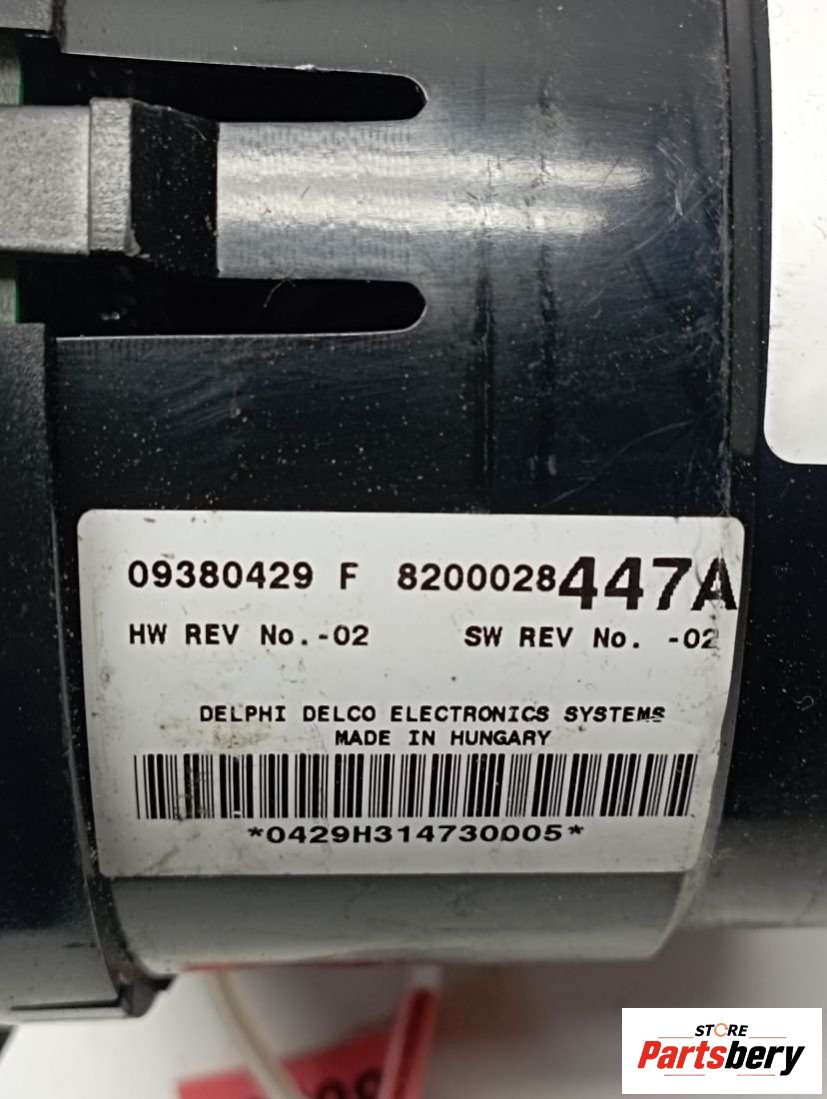 09380429 F 8200028447A
HW REV No.-02 SW REV No. -02
DELPHI DELCO ELECTRONICS SYSTEMS
MADE IN HUNGARY
*0429H314730005*
STORE
Partsbery